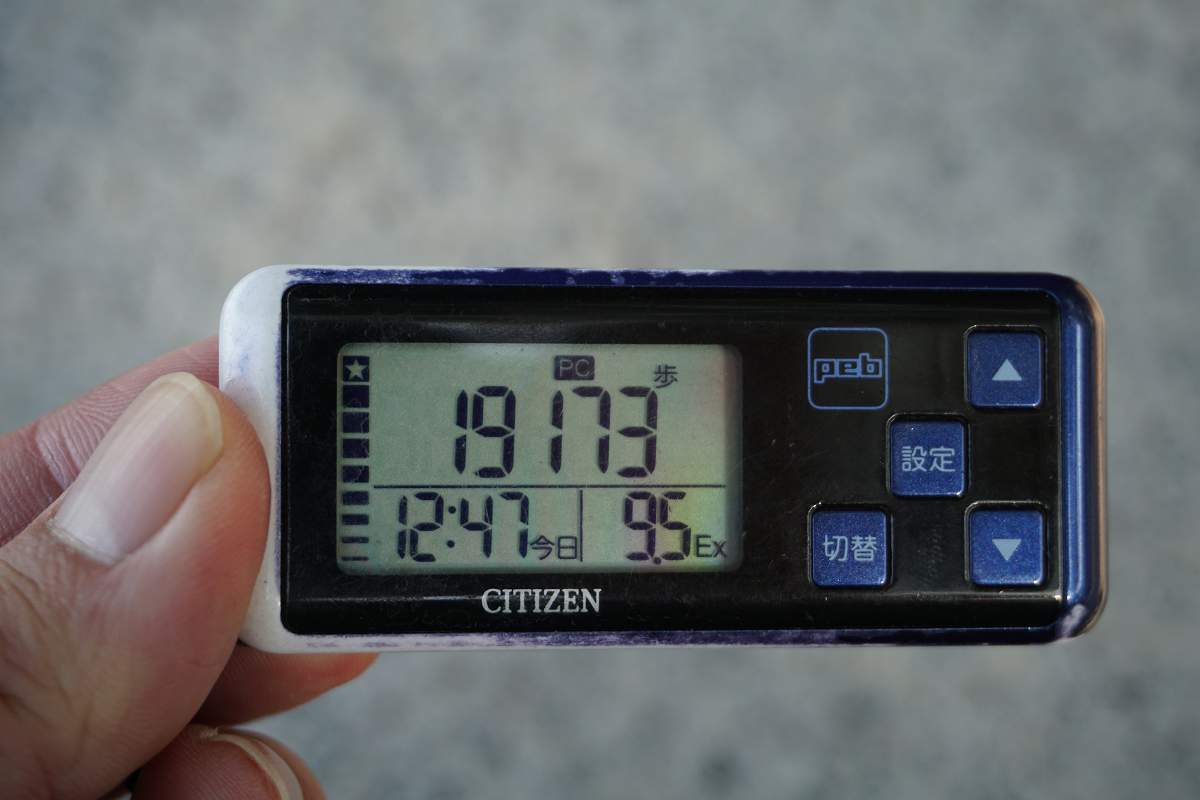 ★ PC 歩
19173
12:47 今日 9.5 Ex
CITIZEN
peb
▲
設定
切替
▼